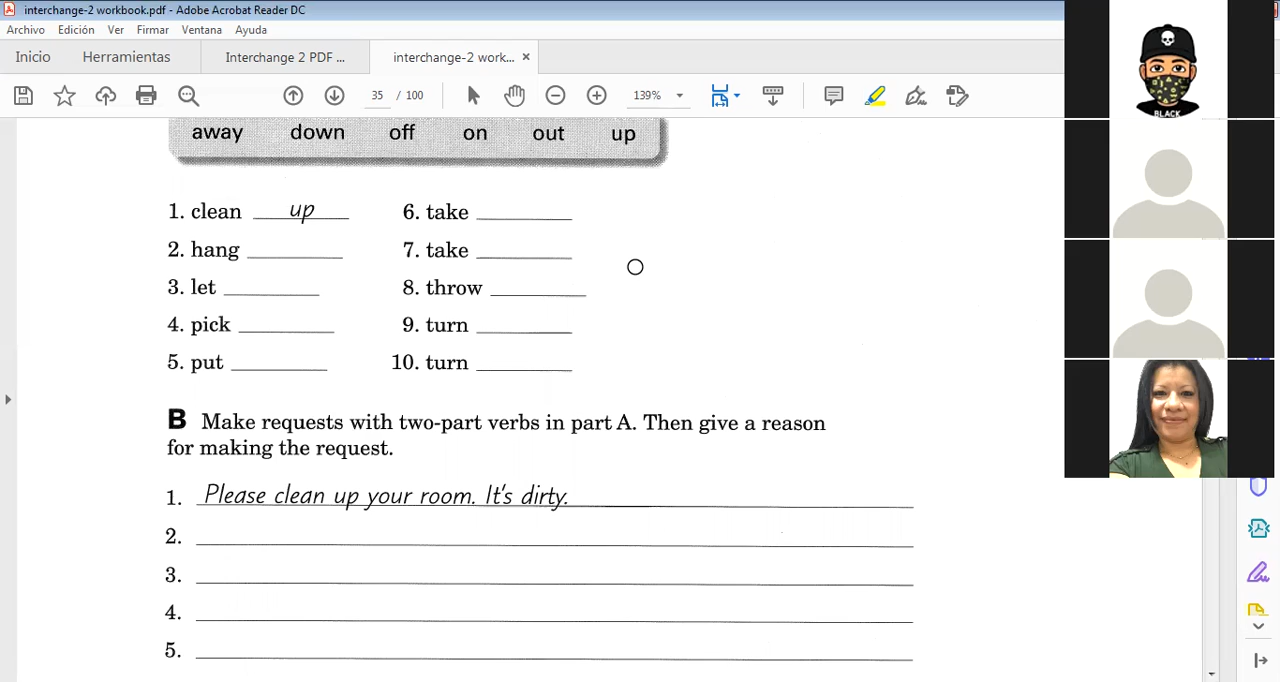 interchange-2 workbook.pdf - Adobe Acrobat Reader DC
Archivo Edición Ver Firmar Ventana Ayuda
Inicio Herramientas Interchange 2 PDF ... interchange-2 work... ×
35 / 100 139%
away down off on out up
1. clean up 6. take
2. hang 7. take
3. let 8. throw
4. pick 9. turn
5. put 10. turn
B Make requests with two-part verbs in part A. Then give a reason
for making the request.
1. Please clean up your room. It's dirty.
2.
3.
4.
5.
BLACK